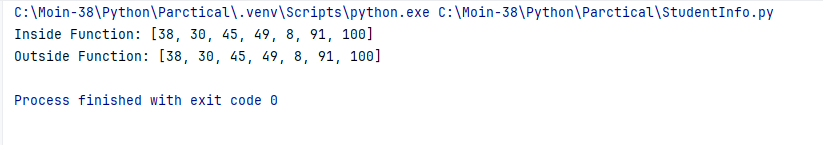 C:\Moin-38\Python\Parctical\.venv\Scripts\python.exe C:\Moin-38\Python\Parctical\StudentInfo.py
Inside Function: [38, 30, 45, 49, 8, 91, 100]
Outside Function: [38, 30, 45, 49, 8, 91, 100]
Process finished with exit code 0